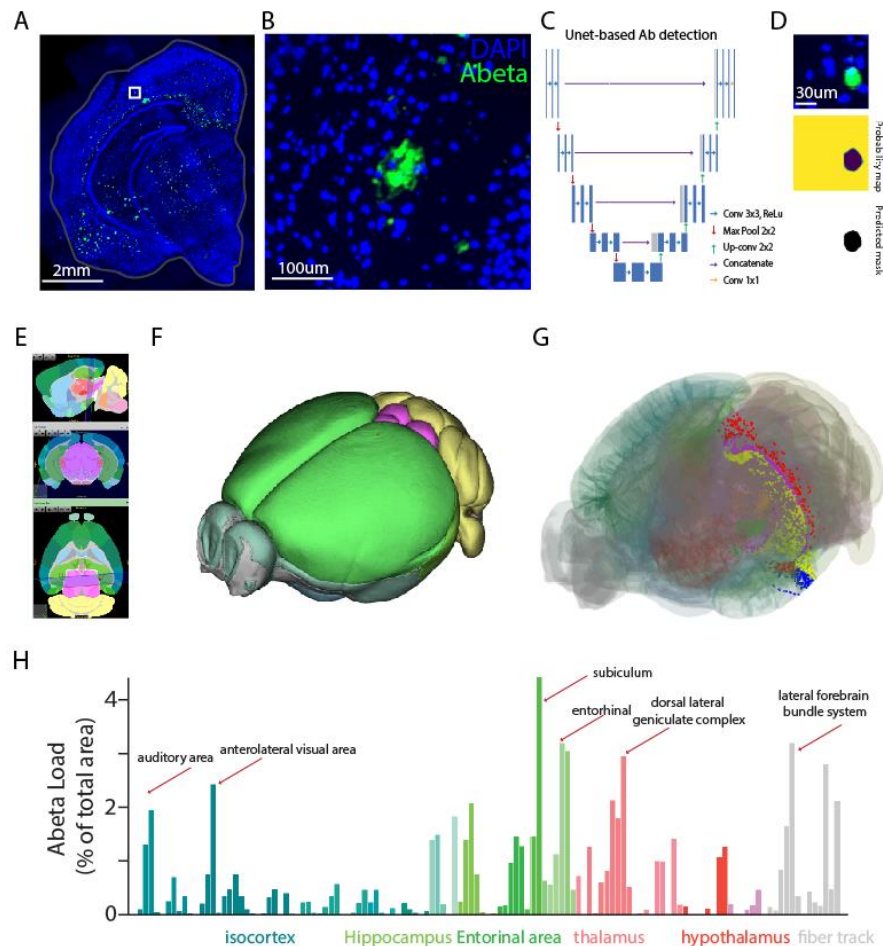 A
2mm
B
DAPI
Abeta
100um
C
Unet-based Ab detection
Conv 3x3, ReLu
Max Pool 2x2
Up-conv 2x2
Concatenate
Conv 1x1
D
30um
Probability map
Predicted mask
E
F
G
H
Abeta Load
(% of total area)
4
2
0
auditory area
anterolateral visual area
subiculum
entorhinal
dorsal lateral
geniculate complex
lateral forebrain
bundle system
isocortex
Hippocampus
Entorinal area
thalamus
hypothalamus
fiber track